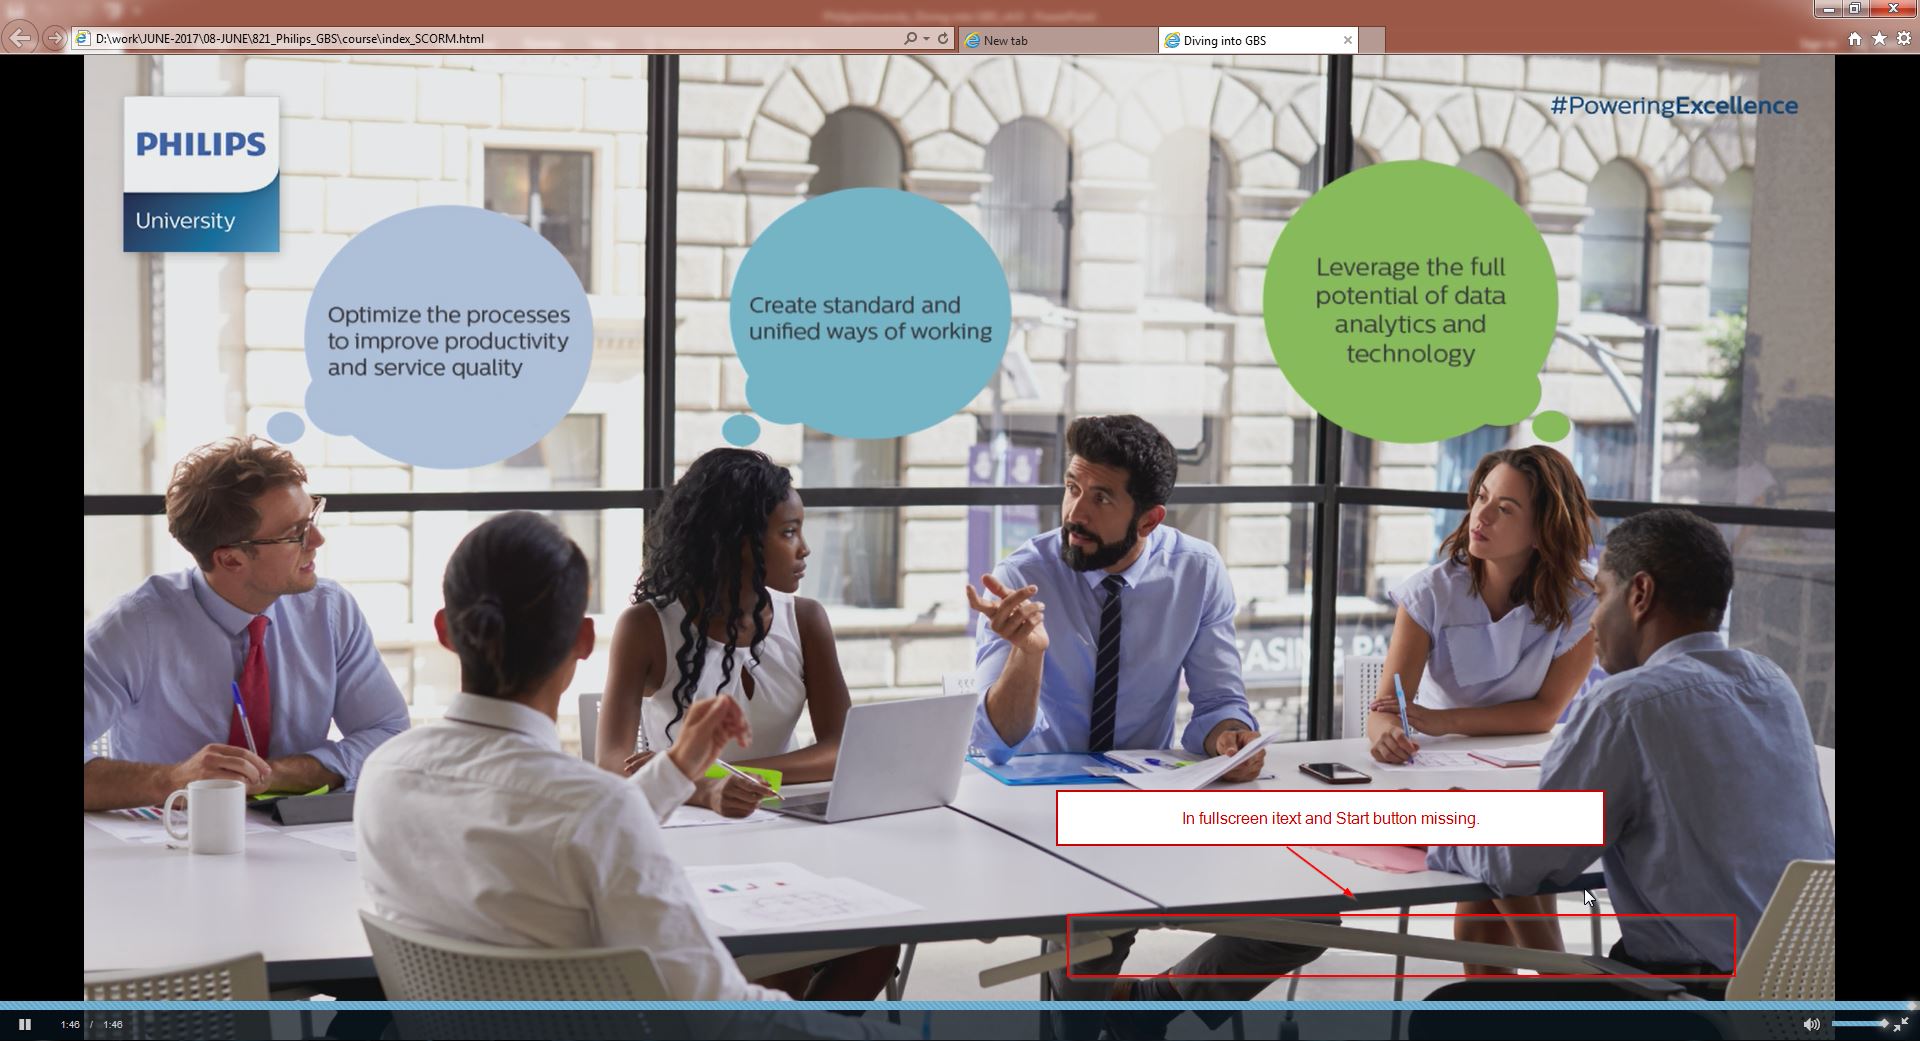 D:\work\JUNE-2017\08-JUNE\821_Philips_GBS\course\index_SCORM.html
New tab
Diving into GBS
PHILIPS
University
#PoweringExcellence
Optimize the processes
to improve productivity
and service quality
Create standard and
unified ways of working
Leverage the full
potential of data
analytics and
technology
In fullscreen itext and Start button missing.
1:46 / 1:46